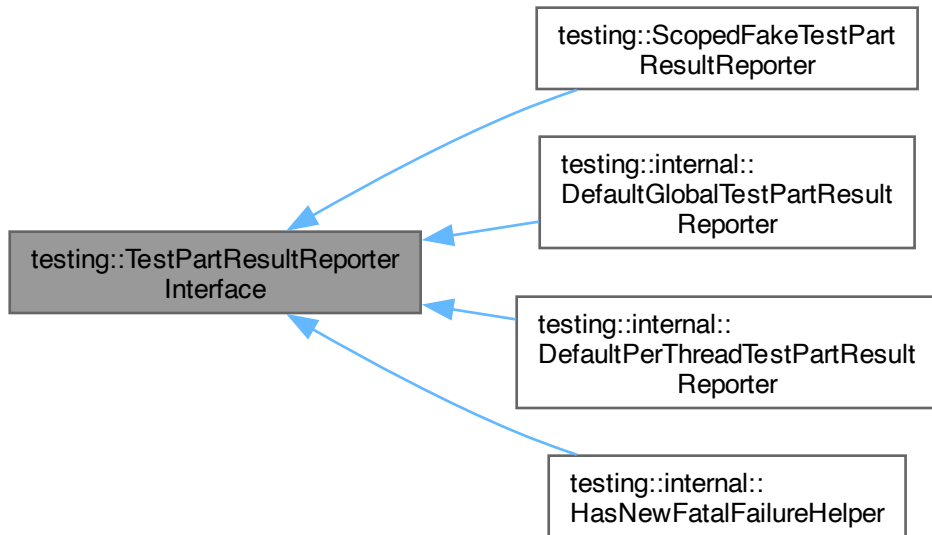 testing::ScopedFakeTestPart
ResultReporter
testing::internal::
DefaultGlobalTestPartResult
Reporter
testing::TestPartResultReporter
Interface
testing::internal::
DefaultPerThreadTestPartResult
Reporter
testing::internal::
HasNewFatalFailureHelper